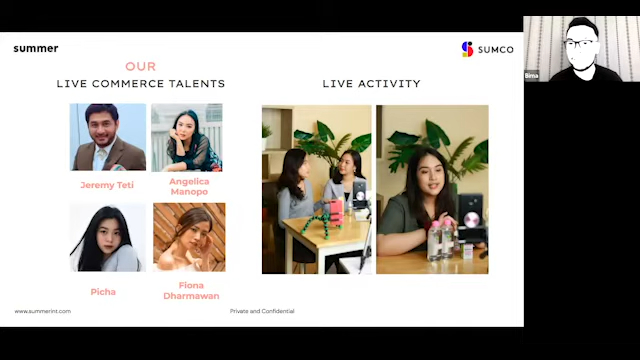 summer
SUMCO
OUR
LIVE COMMERCE TALENTS
LIVE ACTIVITY
Jeremy Teti
Angelica
Manopo
Picha
Fiona
Dharmawan
www.summerint.com
Private and Confidential
Bima